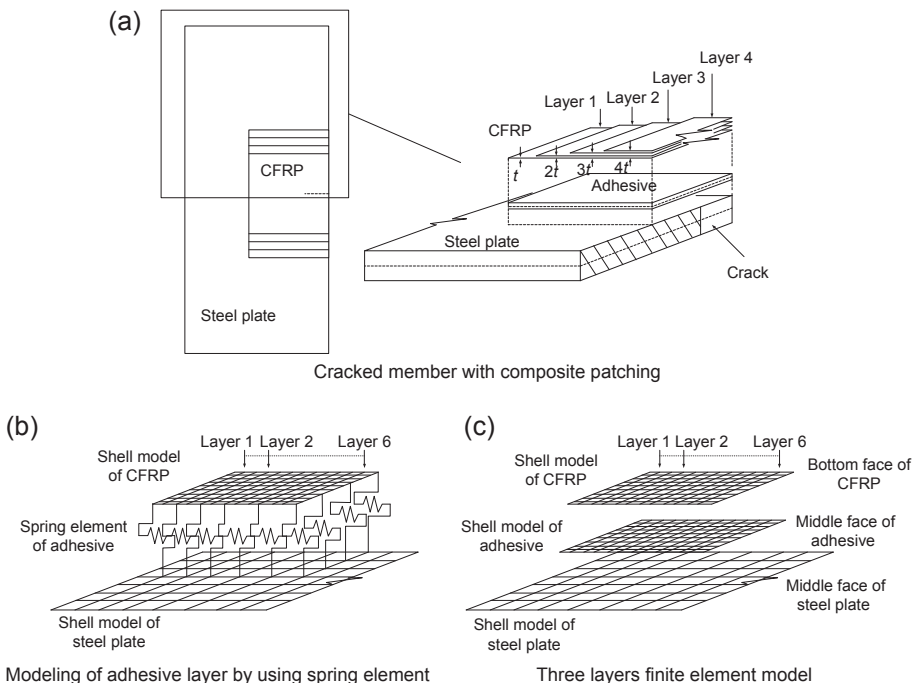 (a)
Layer 4
Layer 3
Layer 1
Layer 2
CFRP
CFRP
t
2t
3t
4t
Adhesive
Steel plate
Steel plate
Crack
Cracked member with composite patching
(b)
Layer 1
Layer 2
Layer 6
Shell model
of CFRP
Spring element
of adhesive
Shell model of
steel plate
Modeling of adhesive layer by using spring element
(c)
Layer 1
Layer 2
Layer 6
Shell model
of CFRP
Bottom face of
CFRP
Shell model of
adhesive
Middle face of
adhesive
Middle face of
steel plate
Shell model of
steel plate
Three layers finite element model